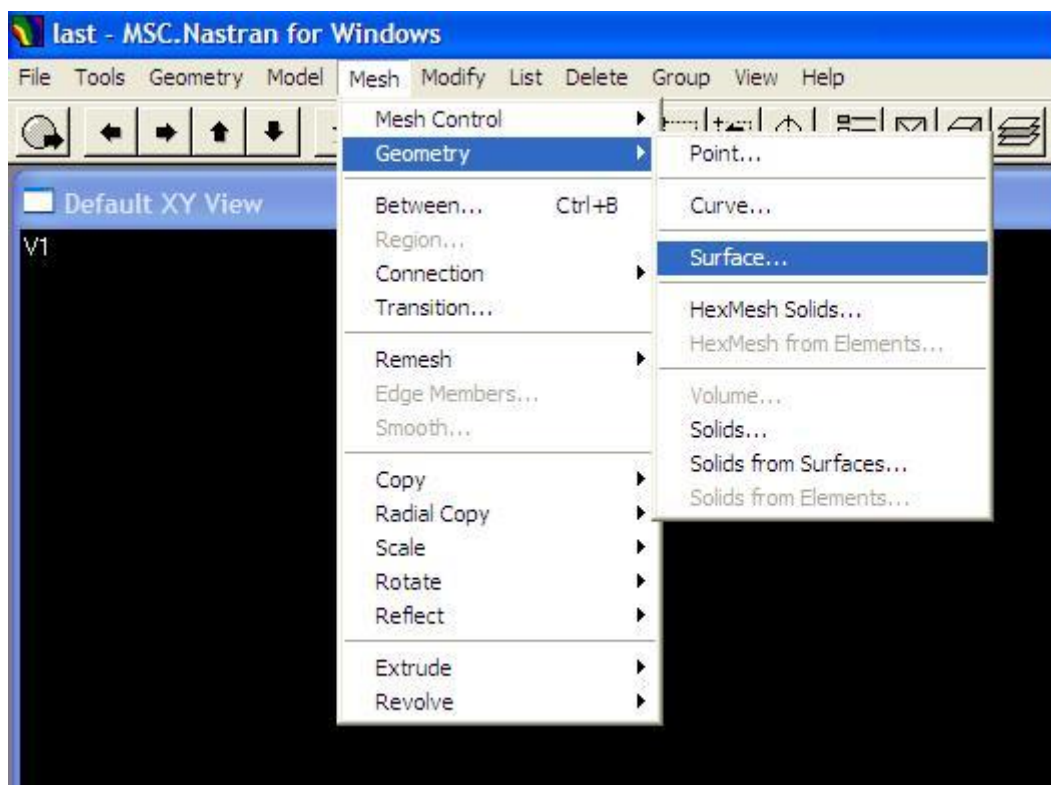 last - MSC.Nastran for Windows
File Tools Geometry Model Mesh Modify List Delete Group View Help
Default XY View
V1
Mesh Control
Geometry
Between... Ctrl+B
Region...
Connection
Transition...
Remesh
Edge Members...
Smooth...
Copy
Radial Copy
Scale
Rotate
Reflect
Extrude
Revolve
Point...
Curve...
Surface...
HexMesh Solids...
HexMesh from Elements...
Volume...
Solids...
Solids from Surfaces...
Solids from Elements...